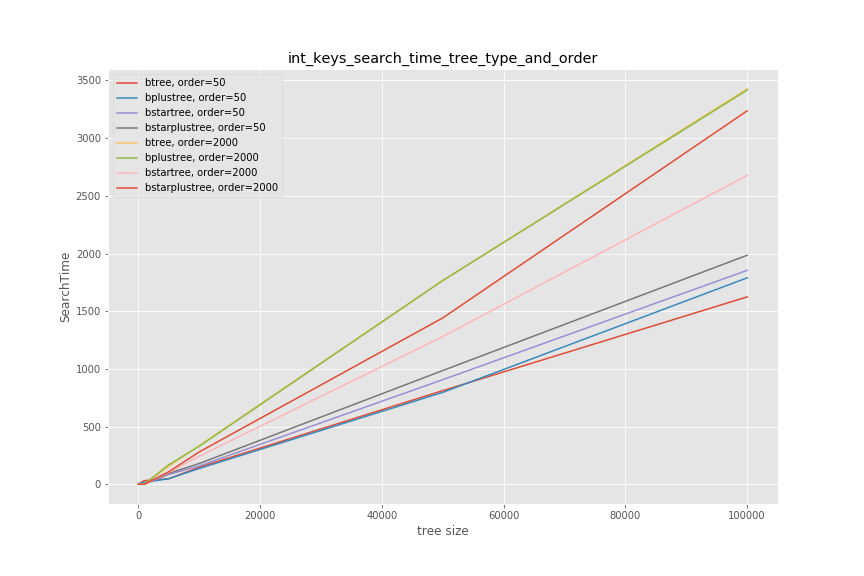 int_keys_search_time_tree_type_and_order
btree, order=50
bplustree, order=50
bstartree, order=50
bstarplustree, order=50
btree, order=2000
bplustree, order=2000
bstartree, order=2000
bstarplustree, order=2000
3500
3000
2500
2000
1500
1000
500
0
SearchTime
0 20000 40000 60000 80000 100000
tree size